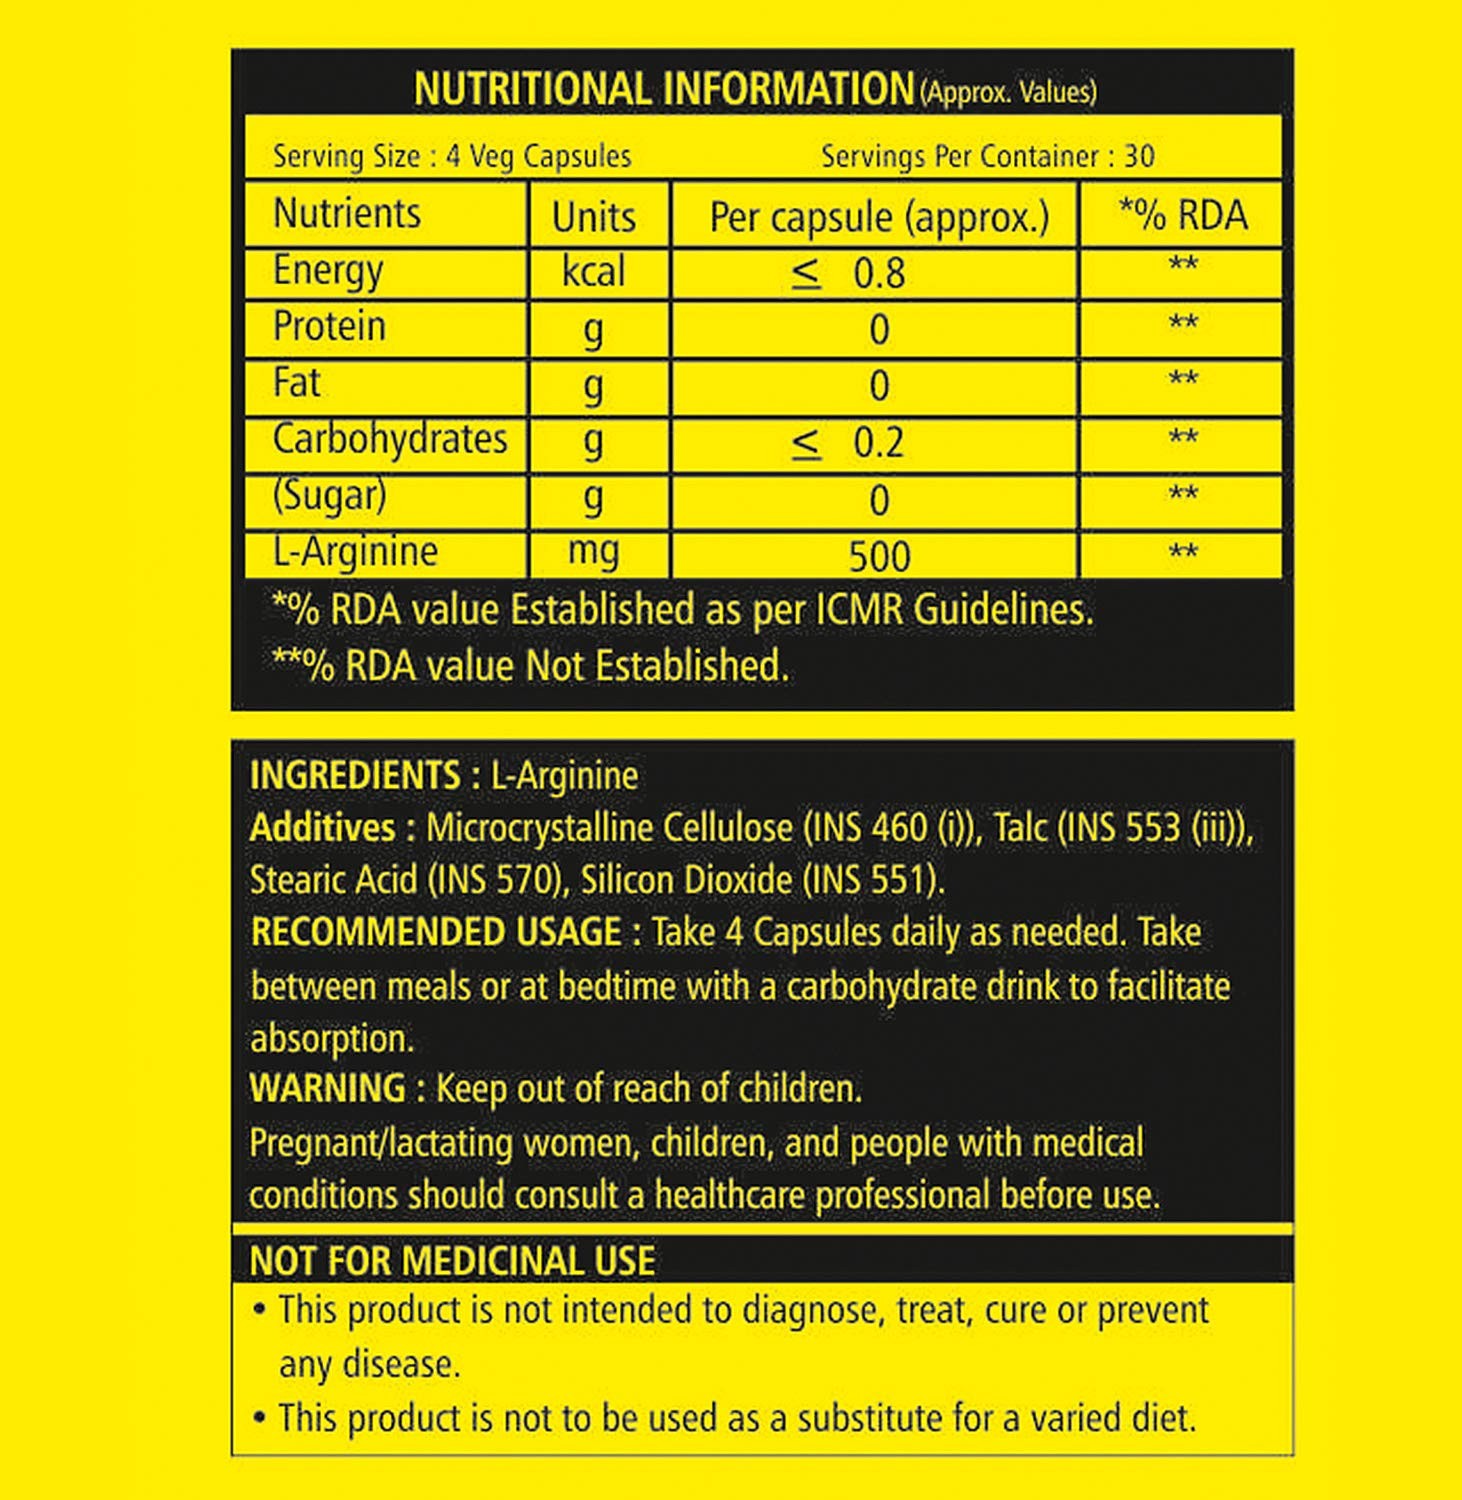 NUTRITIONAL INFORMATION (Approx. Values)
Serving Size : 4 Veg Capsules Servings Per Container : 30
Nutrients Units Per capsule (approx.) *% RDA
Energy kcal ≤ 0.8 **
Protein g 0 **
Fat g 0 **
Carbohydrates g ≤ 0.2 **
(Sugar) g 0 **
L-Arginine mg 500 **
*% RDA value Established as per ICMR Guidelines.
**% RDA value Not Established.
INGREDIENTS : L-Arginine
Additives : Microcrystalline Cellulose (INS 460 (i)), Talc (INS 553 (iii)),
Stearic Acid (INS 570), Silicon Dioxide (INS 551).
RECOMMENDED USAGE : Take 4 Capsules daily as needed. Take
between meals or at bedtime with a carbohydrate drink to facilitate
absorption.
WARNING : Keep out of reach of children.
Pregnant/lactating women, children, and people with medical
conditions should consult a healthcare professional before use.
NOT FOR MEDICINAL USE
• This product is not intended to diagnose, treat, cure or prevent
any disease.
• This product is not to be used as a substitute for a varied diet.